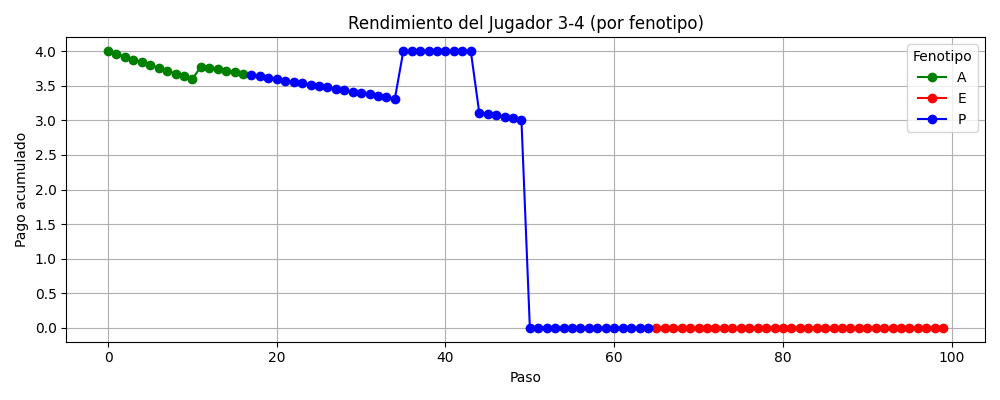 Rendimiento del Jugador 3-4 (por fenotipo)
Pago acumulado
4.0
3.5
3.0
2.5
2.0
1.5
1.0
0.5
0.0
0 20 40 60 80 100
Paso
Fenotipo
A
E
P